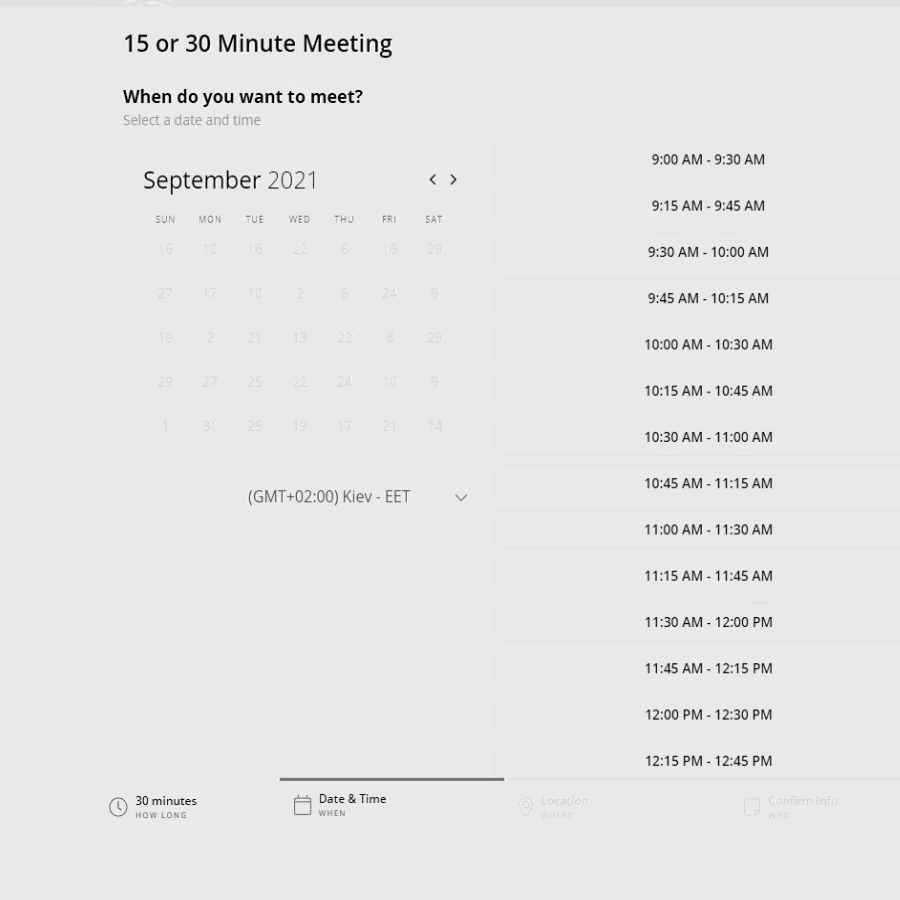 15 or 30 Minute Meeting
When do you want to meet?
Select a date and time
September 2021
SUN MON TUE WED THU FRI SAT
16 10 16 22 6 16 29
27 17 10 2 6 24 9
19 2 21 13 22 8 29
29 27 25 22 24 10 9
1 31 25 19 17 21 14
(GMT+02:00) Kiev - EET
9:00 AM - 9:30 AM
9:15 AM - 9:45 AM
9:30 AM - 10:00 AM
9:45 AM - 10:15 AM
10:00 AM - 10:30 AM
10:15 AM - 10:45 AM
10:30 AM - 11:00 AM
10:45 AM - 11:15 AM
11:00 AM - 11:30 AM
11:15 AM - 11:45 AM
11:30 AM - 12:00 PM
11:45 AM - 12:15 PM
12:00 PM - 12:30 PM
12:15 PM - 12:45 PM
30 minutes
HOW LONG
Date & Time
WHEN
Location
WHERE
Confirm Info